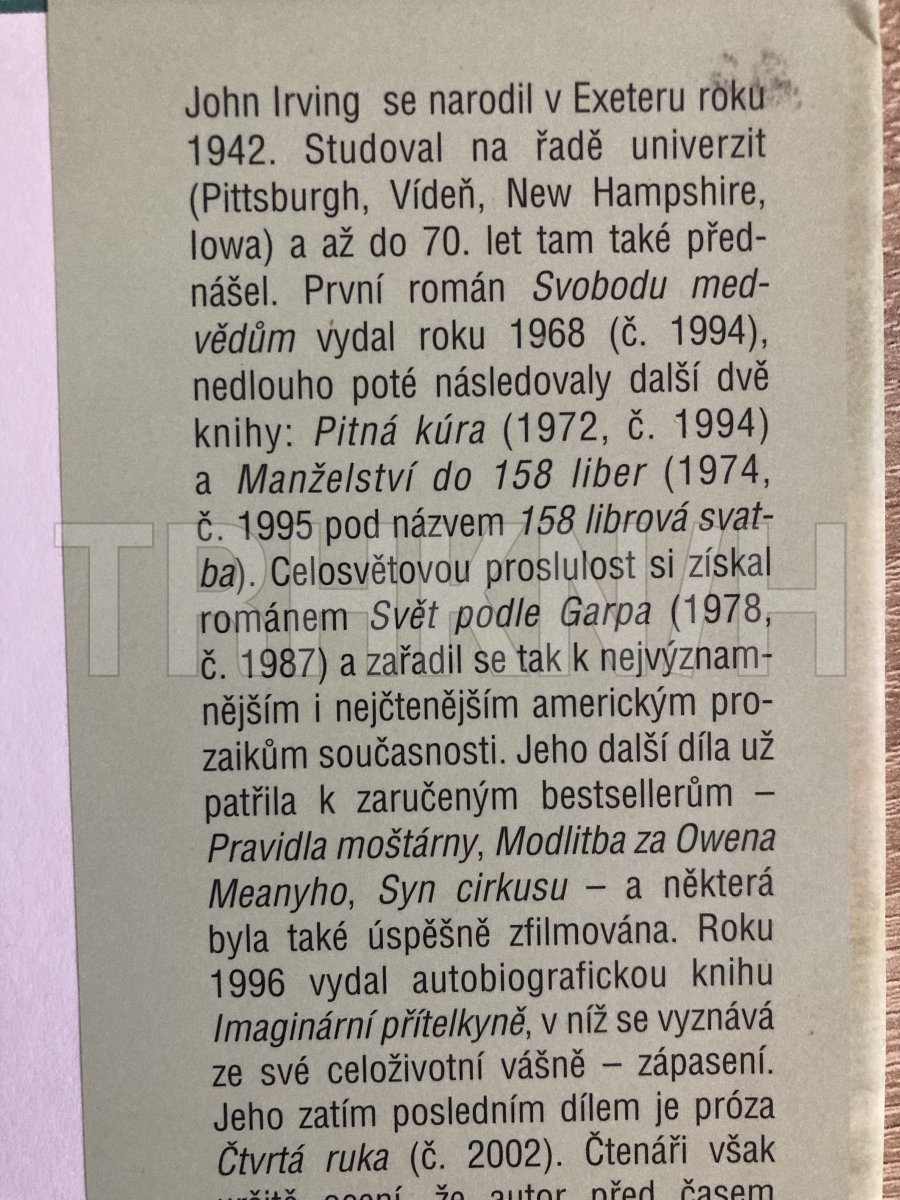 John Irving se narodil v Exeteru roku
1942. Studoval na řadě univerzit
(Pittsburgh, Vídeň, New Hampshire,
Iowa) a až do 70. let tam také před-
nášel. První román Svobodu med-
vědům vydal roku 1968 (č. 1994),
nedlouho poté následovaly další dvě
knihy: Pitná kúra (1972, č. 1994)
a Manželství do 158 liber (1974,
č. 1995 pod názvem 158 librová svat-
ba). Celosvětovou proslulost si získal
románem Svět podle Garpa (1978,
č. 1987) a zařadil se tak k nejvýznam-
nějším i nejčtenějším americkým pro-
zaikům současnosti. Jeho další díla už
patřila k zaručeným bestsellerům –
Pravidla moštárny, Modlitba za Owena
Meanyho, Syn cirkusu – a některá
byla také úspěšně zfilmována. Roku
1996 vydal autobiografickou knihu
Imaginární přítelkyně, v níž se vyznává
ze své celoživotní vášně – zápasení.
Jeho zatím posledním dílem je próza
Čtvrtá ruka (č. 2002). Čtenáři však
určitě ocení, že autor před časem